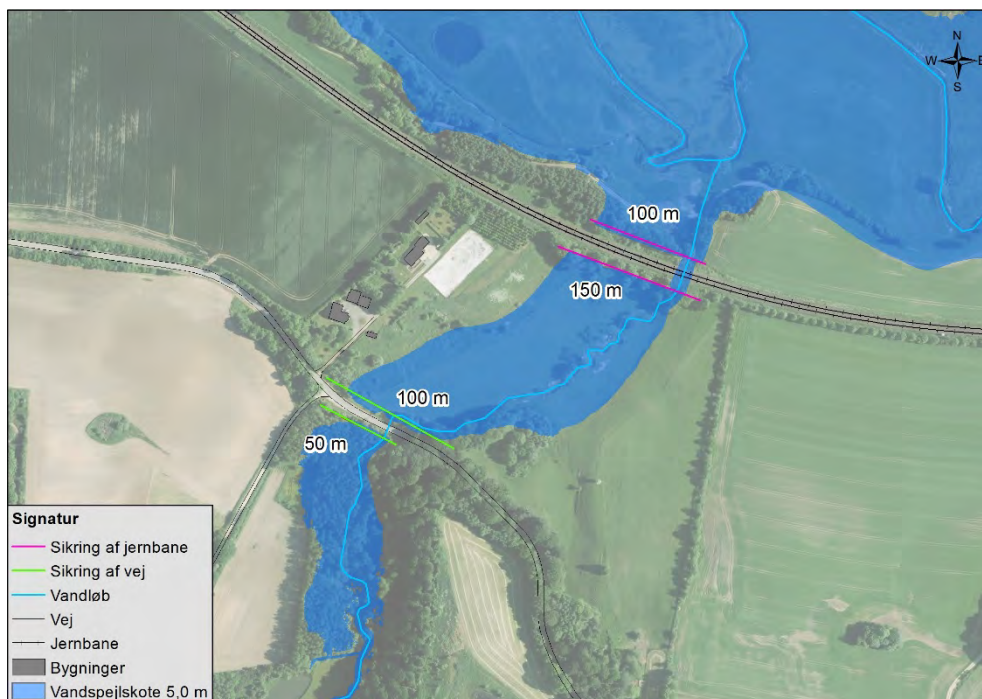 N
W E
S
100 m
150 m
100 m
50 m
Signatur
Sikring af jernbane
Sikring af vej
Vandløb
Vej
Jernbane
Bygninger
Vandspejlskote 5,0 m